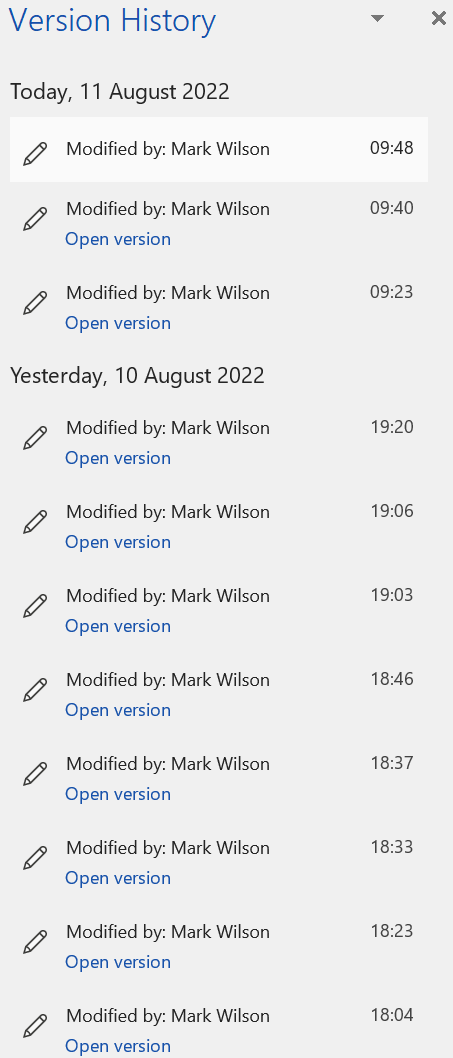 Version History
Today, 11 August 2022
Modified by: Mark Wilson 09:48
Modified by: Mark Wilson 09:40
Open version
Modified by: Mark Wilson 09:23
Open version
Yesterday, 10 August 2022
Modified by: Mark Wilson 19:20
Open version
Modified by: Mark Wilson 19:06
Open version
Modified by: Mark Wilson 19:03
Open version
Modified by: Mark Wilson 18:46
Open version
Modified by: Mark Wilson 18:37
Open version
Modified by: Mark Wilson 18:33
Open version
Modified by: Mark Wilson 18:23
Open version
Modified by: Mark Wilson 18:04
Open version